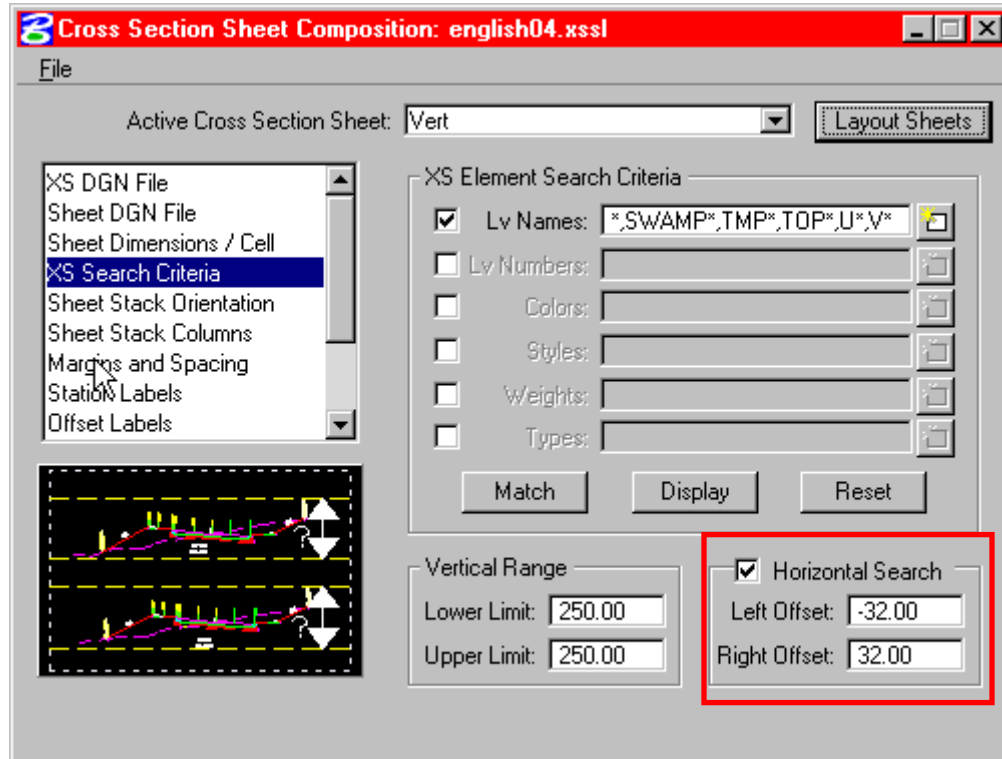 Cross Section Sheet Composition: english04.xssl
File
Active Cross Section Sheet: Vert Layout Sheets
XS DGN File
Sheet DGN File
Sheet Dimensions / Cell
XS Search Criteria
Sheet Stack Orientation
Sheet Stack Columns
Margins and Spacing
Station Labels
Offset Labels
XS Element Search Criteria
Lv Names: *,SWAMP*,TMP*,TOP*,U*,V*
Lv Numbers:
Colors:
Styles:
Weights:
Types:
Match Display Reset
?
?
Vertical Range
Lower Limit: 250.00
Upper Limit: 250.00
Horizontal Search
Left Offset: -32.00
Right Offset: 32.00